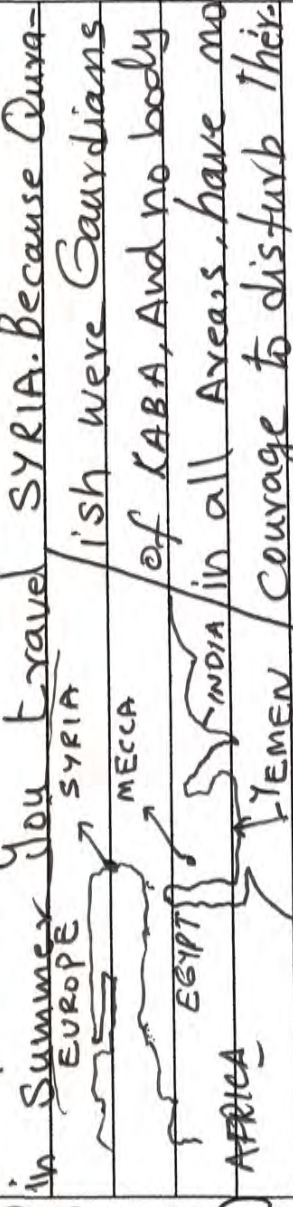 in Summer You travel SYRIA. Because Qura-
EUROPE SYRIA ish were Gaurdians
MECCA of KABA, And no body
EGYPT INDIA in all Areas, have no
AFRICA YEMEN Courage to disturb their